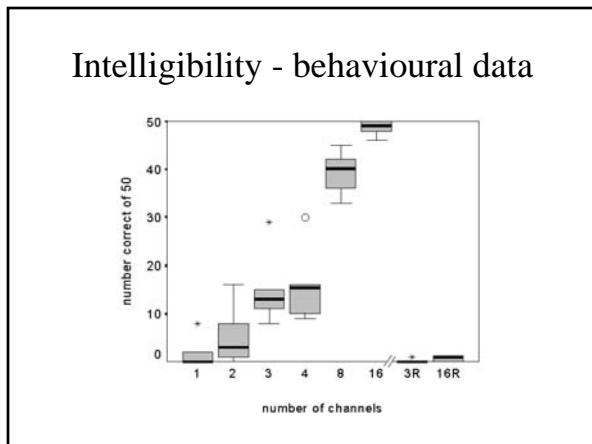 Intelligibility - behavioural data
number correct of 50
50
40
30
20
10
0
1 2 3 4 8 16 3R 16R
number of channels